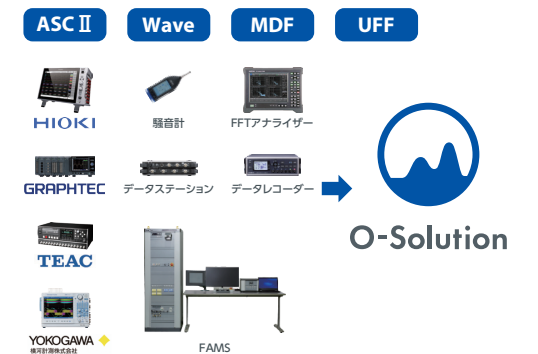 ASCⅡ Wave MDF UFF
HIOKI 騒音計 FFTアナライザー
GRAPHTEC データステーション データレコーダー
O-Solution
TEAC
YOKOGAWA
横河計測株式会社
FAMS